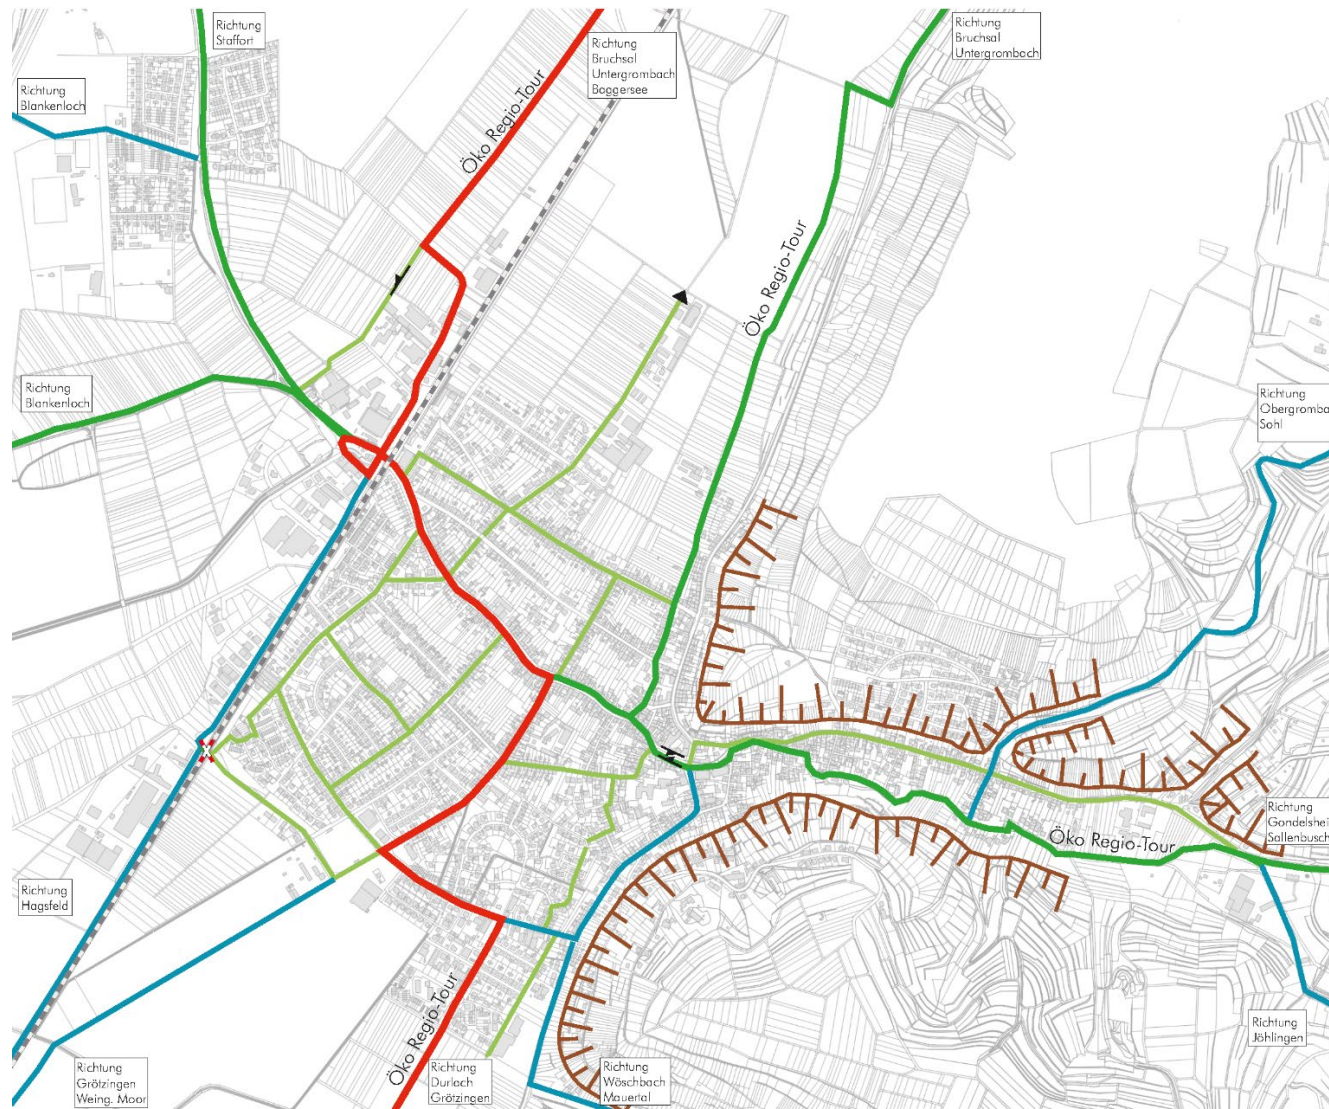 Richtung
Staffort
Richtung
Bruchsal
Untergrombach
Baggersee
Richtung
Bruchsal
Untergrombach
Richtung
Blankenloch
Öko Regio-Tour
Öko Regio-Tour
Richtung
Blankenloch
Richtung
Obergromba
Sohl
Richtung
Gondelshei
Sallenbusch
Öko Regio-Tour
Richtung
Hagsfeld
Öko Regio-Tour
Richtung
Jöhlingen
Richtung
Grötzingen
Weing. Moor
Richtung
Durlach
Grötzingen
Richtung
Wöschbach
Mauertal